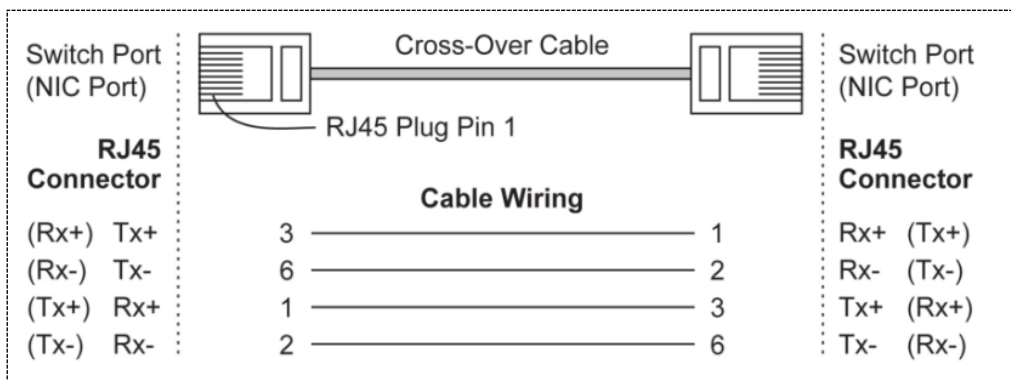 Switch Port
(NIC Port)
Cross-Over Cable
Switch Port
(NIC Port)
RJ45 Plug Pin 1
RJ45
Connector
RJ45
Connector
Cable Wiring
(Rx+) Tx+ 3 1 Rx+ (Tx+)
(Rx-) Tx- 6 2 Rx- (Tx-)
(Tx+) Rx+ 1 3 Tx+ (Rx+)
(Tx-) Rx- 2 6 Tx- (Rx-)